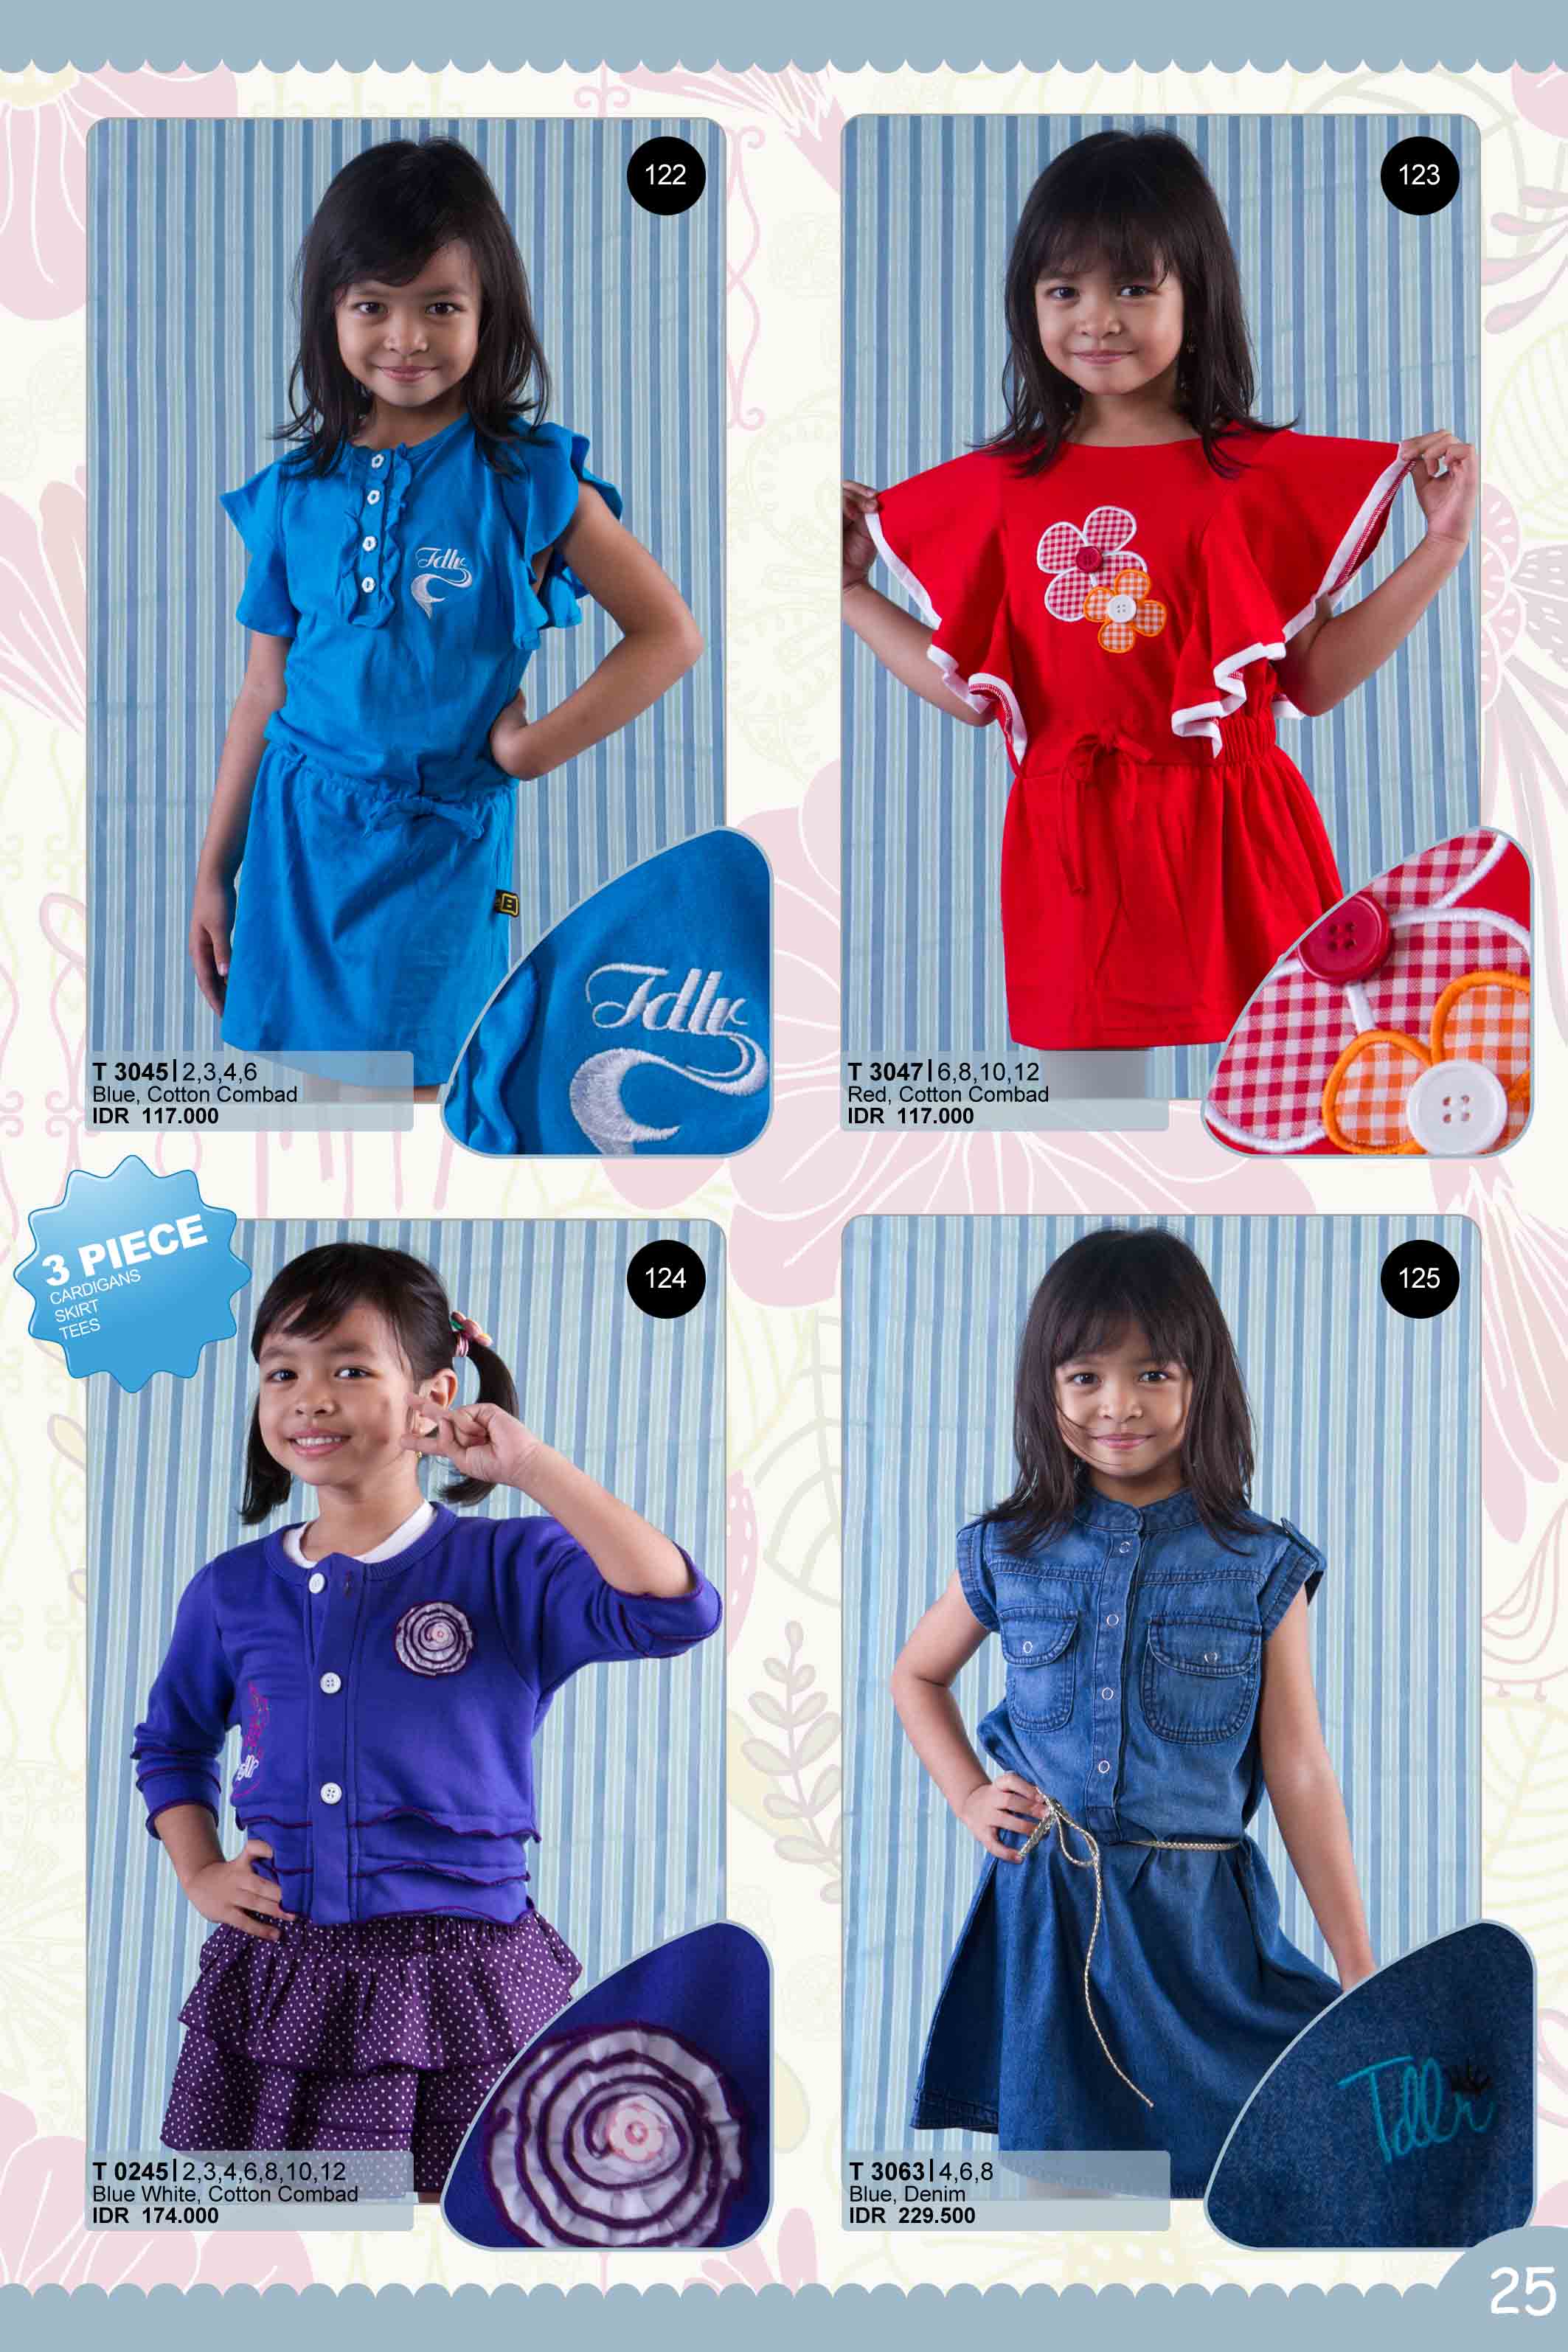 122
Tdlr
T 3045|2,3,4,6
Blue, Cotton Combad
IDR 117.000
123
T 3047|6,8,10,12
Red, Cotton Combad
IDR 117.000
3 PIECE
CARDIGANS
SKIRT
TEES
124
T 0245|2,3,4,6,8,10,12
Blue White, Cotton Combad
IDR 174.000
125
T 3063|4,6,8
Blue, Denim
IDR 229.500
25